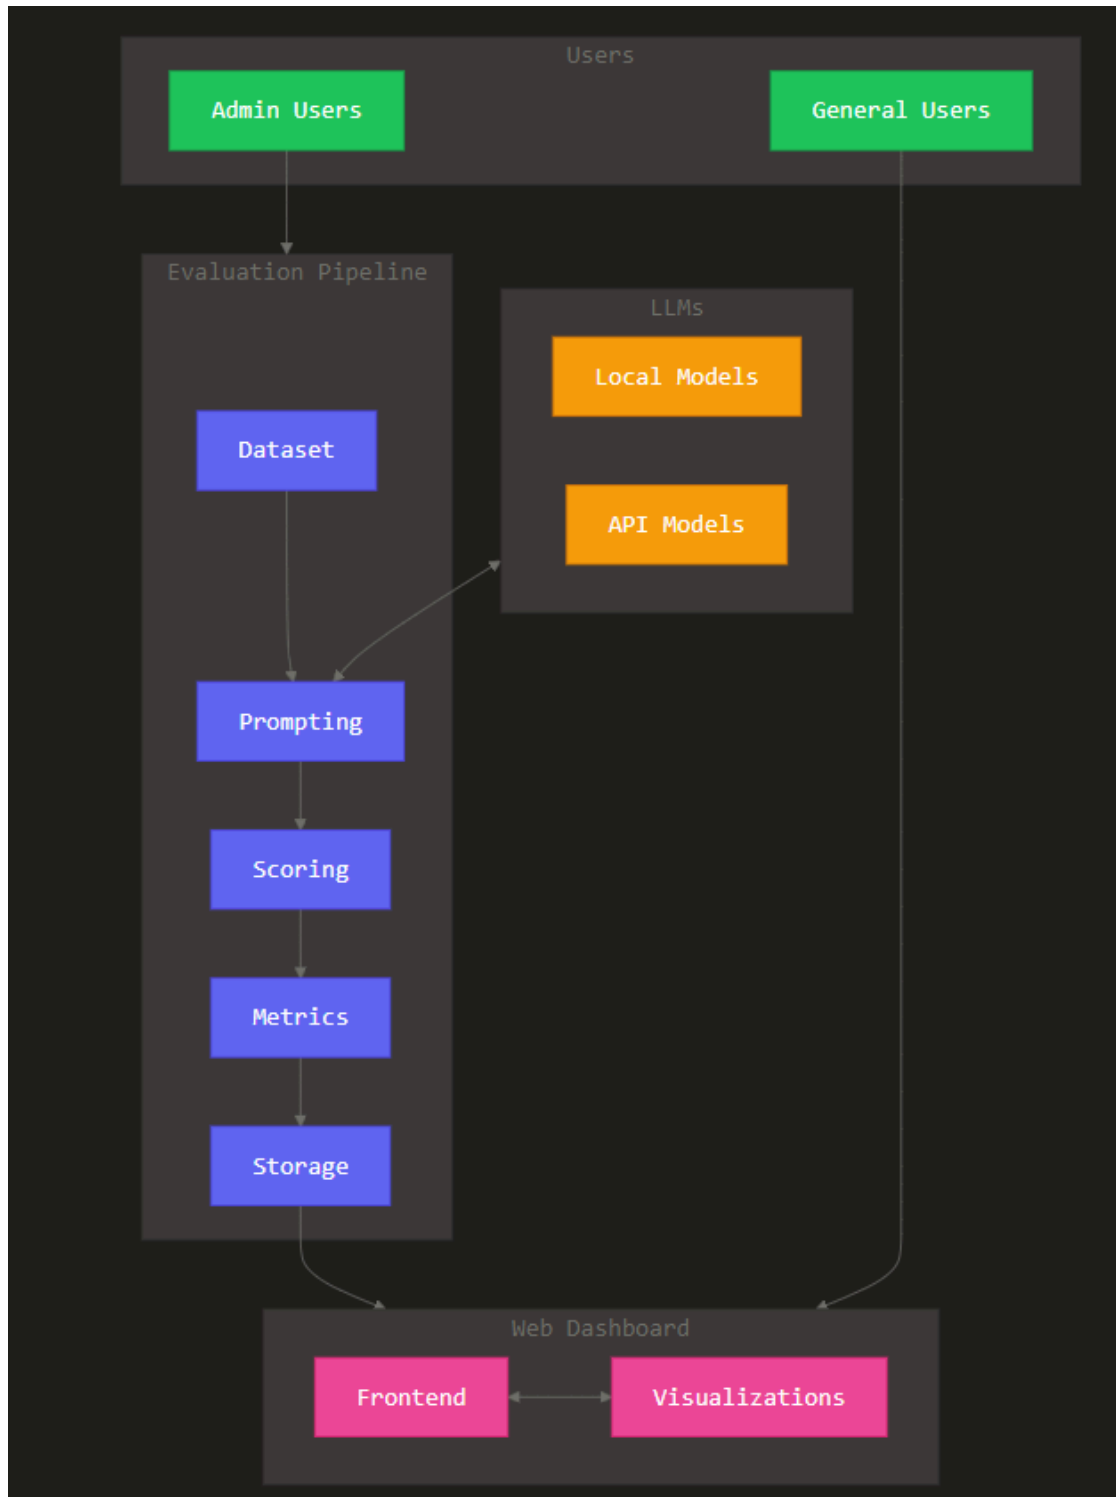 Users
Admin Users
General Users
Evaluation Pipeline
LLMs
Local Models
Dataset
API Models
Prompting
Scoring
Metrics
Storage
Web Dashboard
Frontend
Visualizations